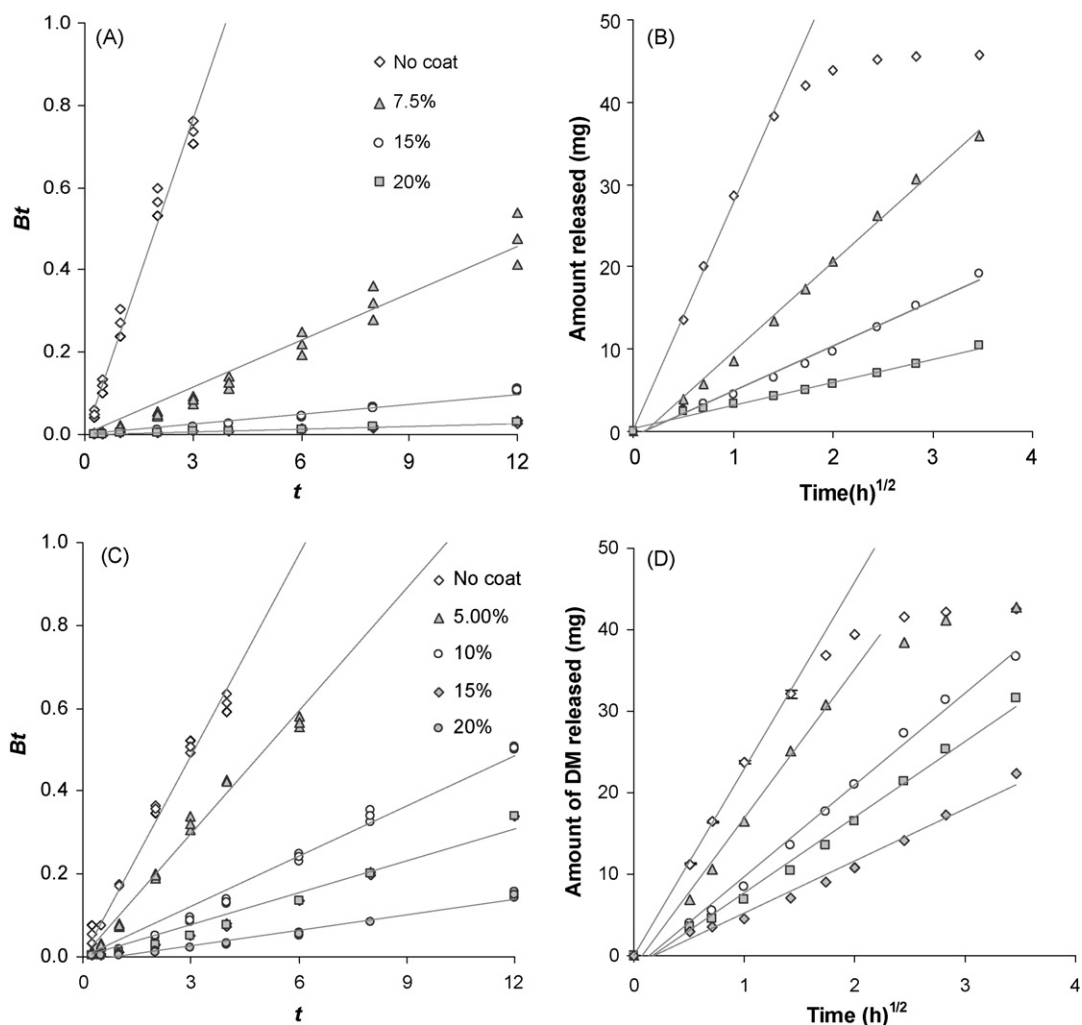 (A)
1.0
0.8
0.6
0.4
0.2
0.0
Bt
0 3 6 9 12
t
No coat
7.5%
15%
20%
(B)
50
40
30
20
10
0
Amount released (mg)
0 1 2 3 4
Time(h)1/2
(C)
1.0
0.8
0.6
0.4
0.2
0.0
Bt
0 3 6 9 12
t
No coat
5.00%
10%
15%
20%
(D)
50
40
30
20
10
0
Amount of DM released (mg)
0 1 2 3 4
Time (h)1/2